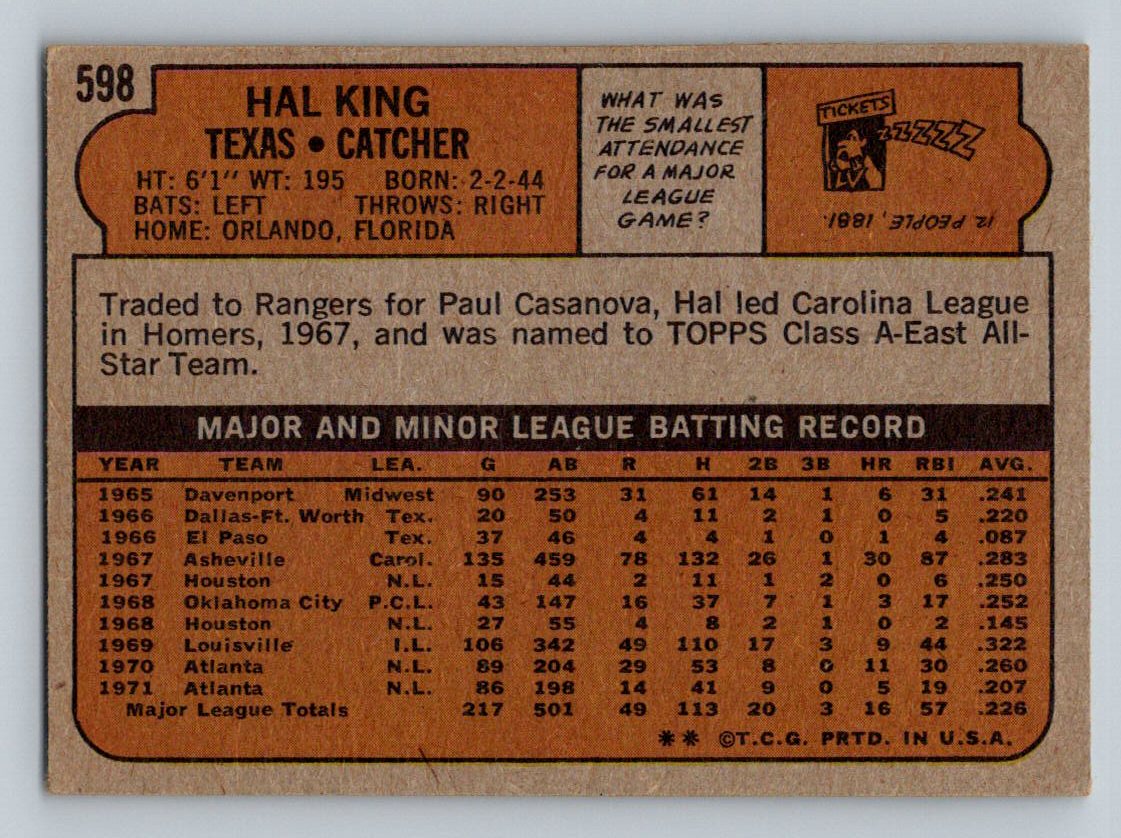 598
HAL KING
TEXAS • CATCHER
HT: 6'1" WT: 195 BORN: 2-2-44
BATS: LEFT THROWS: RIGHT
HOME: ORLANDO, FLORIDA
WHAT WAS
THE SMALLEST
ATTENDANCE
FOR A MAJOR
LEAGUE
GAME?
TICKETS
ZZZZZZ
12 PEOPLE, 1881.
Traded to Rangers for Paul Casanova, Hal led Carolina League
in Homers, 1967, and was named to TOPPS Class A-East All-
Star Team.
MAJOR AND MINOR LEAGUE BATTING RECORD
YEAR TEAM LEA. G AB R H 2B 3B HR RBI AVG.
1965 Davenport Midwest 90 253 31 61 14 1 6 31 .241
1966 Dallas-Ft. Worth Tex. 20 50 4 11 2 1 0 5 .220
1966 El Paso Tex. 37 46 4 4 1 0 1 4 .087
1967 Asheville Carol. 135 459 78 132 26 1 30 87 .283
1967 Houston N.L. 15 44 2 11 1 2 0 6 .250
1968 Oklahoma City P.C.L. 43 147 16 37 7 1 3 17 .252
1968 Houston N.L. 27 55 4 8 2 1 0 2 .145
1969 Louisville I.L. 106 342 49 110 17 3 9 44 .322
1970 Atlanta N.L. 89 204 29 53 8 0 11 30 .260
1971 Atlanta N.L. 86 198 14 41 9 0 5 19 .207
Major League Totals 217 501 49 113 20 3 16 57 .226
** ©T.C.G. PRTD. IN U.S.A.